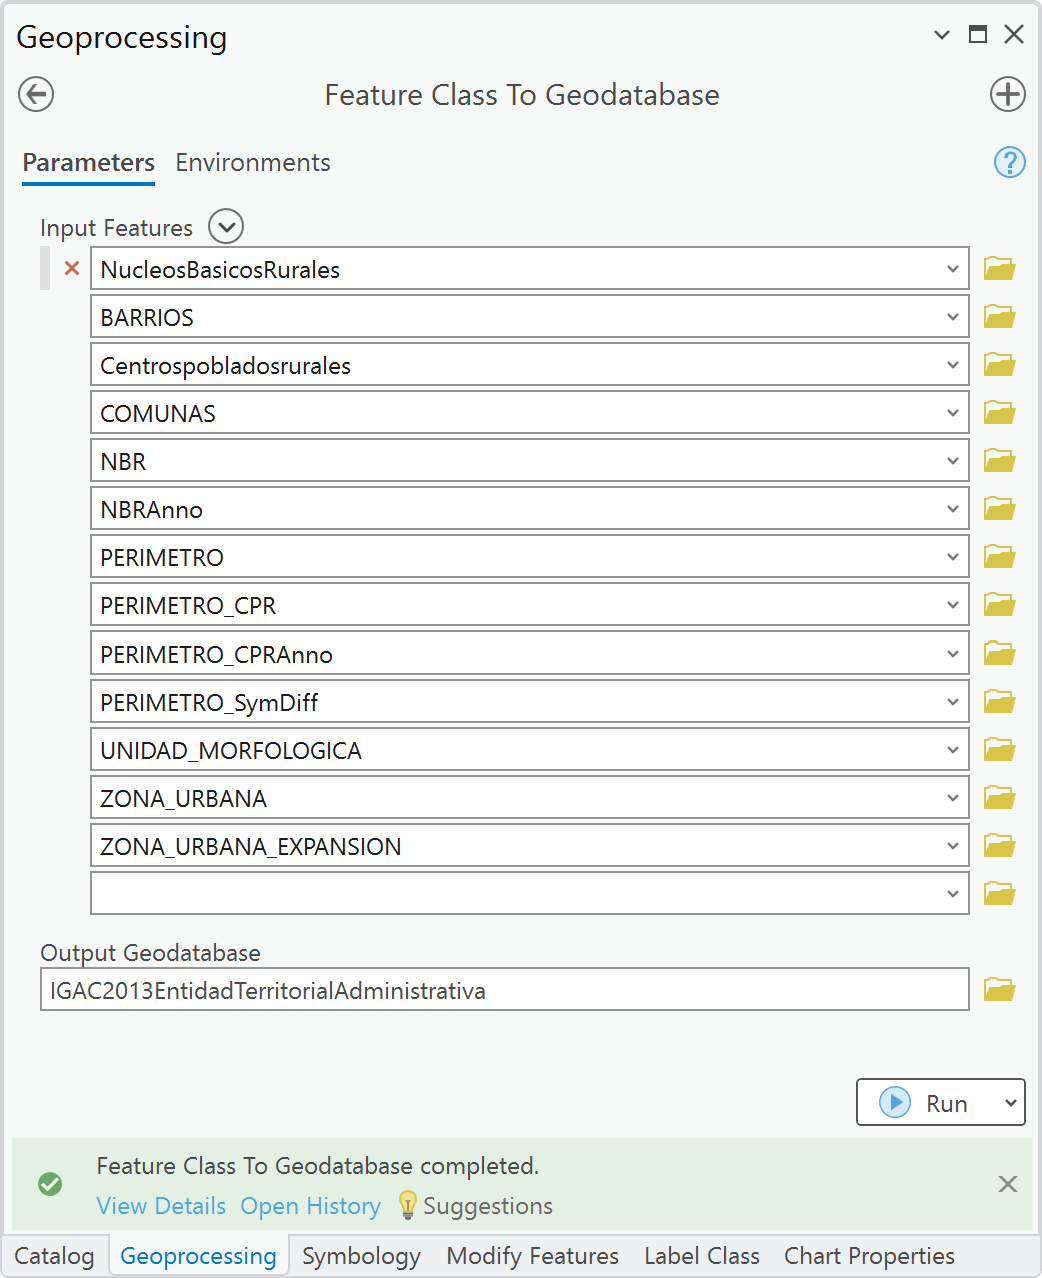 Geoprocessing
Feature Class To Geodatabase
Parameters Environments
Input Features
NucleosBasicosRurales
BARRIOS
Centrospobladosrurales
COMUNAS
NBR
NBRAnno
PERIMETRO
PERIMETRO_CPR
PERIMETRO_CPRAnno
PERIMETRO_SymDiff
UNIDAD_MORFOLOGICA
ZONA_URBANA
ZONA_URBANA_EXPANSION
Output Geodatabase
IGAC2013EntidadTerritorialAdministrativa
Run
Feature Class To Geodatabase completed.
View Details Open History Suggestions
Catalog Geoprocessing Symbology Modify Features Label Class Chart Properties